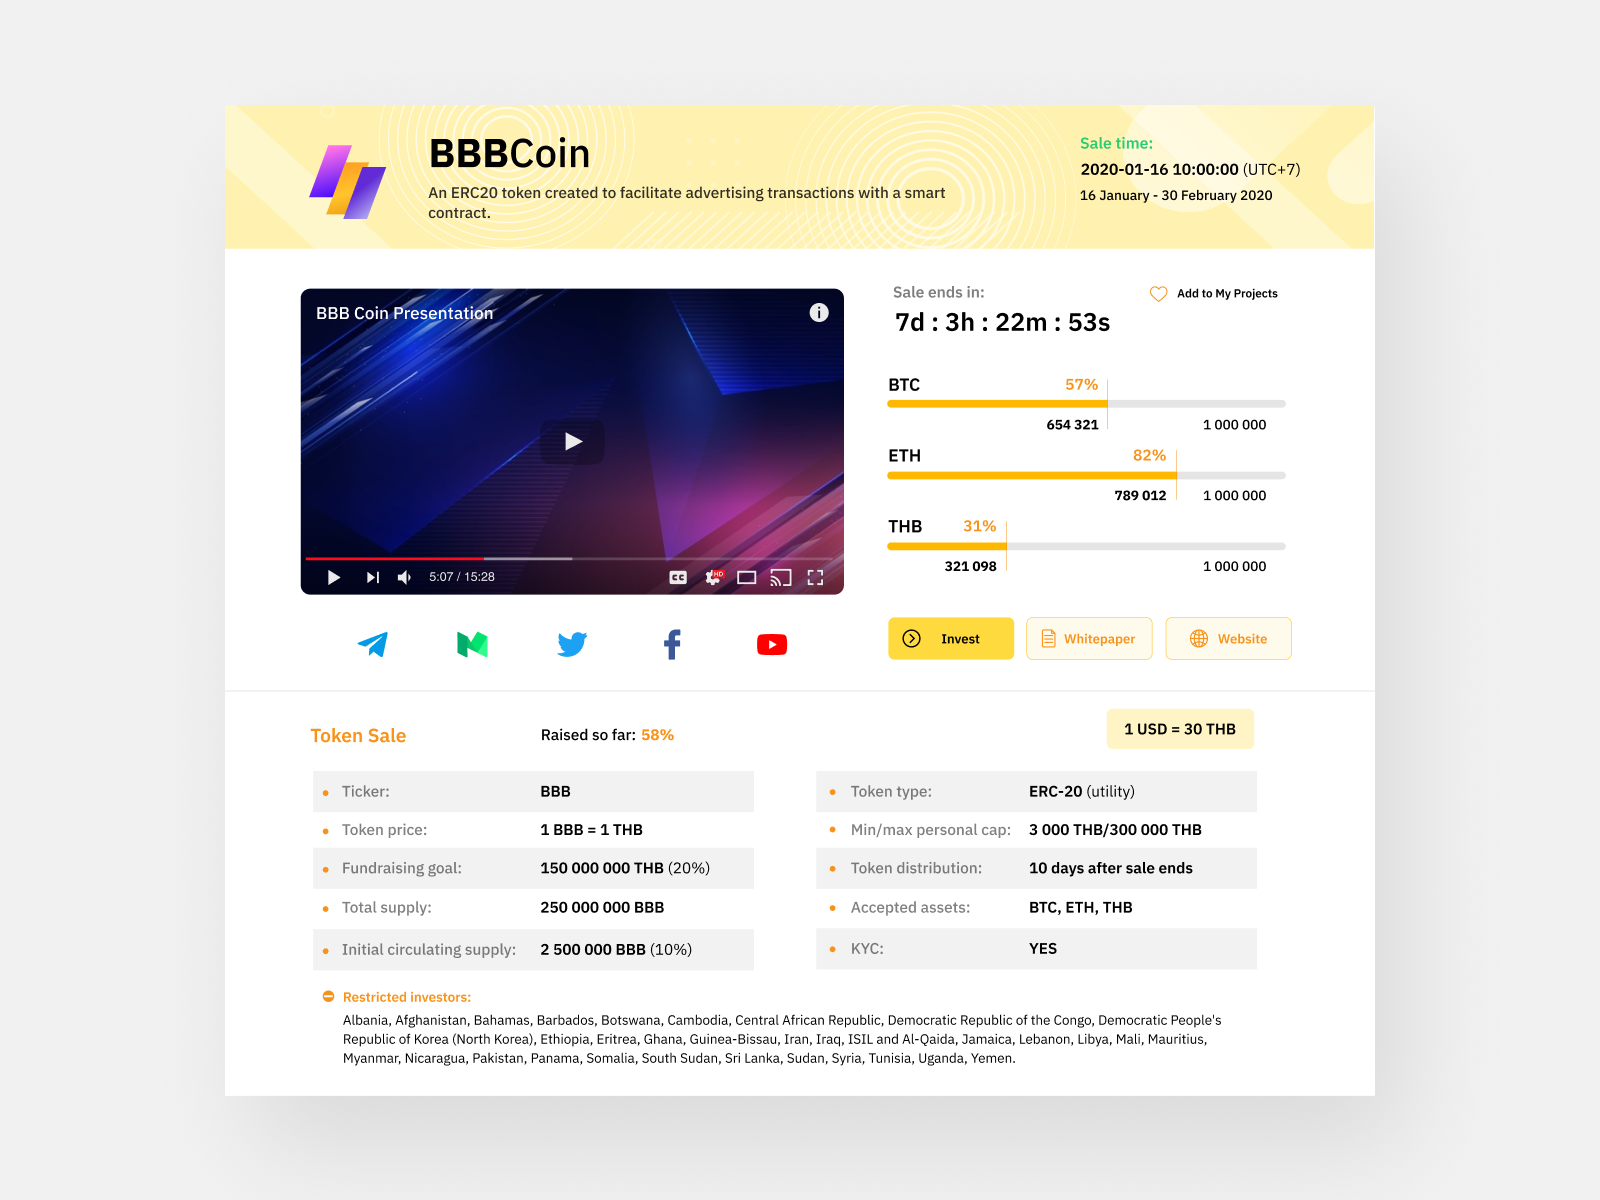 BBBCoin
An ERC20 token created to facilitate advertising transactions with a smart
contract.
Sale time:
2020-01-16 10:00:00 (UTC+7)
16 January - 30 February 2020
BBB Coin Presentation
5:07 / 15:28
CC
HD
Sale ends in:
Add to My Projects
7d : 3h : 22m : 53s
BTC
57%
654 321
1 000 000
ETH
82%
789 012
1 000 000
THB
31%
321 098
1 000 000
Invest
Whitepaper
Website
Token Sale
Raised so far: 58%
1 USD = 30 THB
Ticker: BBB
Token price: 1 BBB = 1 THB
Fundraising goal: 150 000 000 THB (20%)
Total supply: 250 000 000 BBB
Initial circulating supply: 2 500 000 BBB (10%)
Token type: ERC-20 (utility)
Min/max personal cap: 3 000 THB/300 000 THB
Token distribution: 10 days after sale ends
Accepted assets: BTC, ETH, THB
KYC: YES
Restricted investors:
Albania, Afghanistan, Bahamas, Barbados, Botswana, Cambodia, Central African Republic, Democratic Republic of the Congo, Democratic People's
Republic of Korea (North Korea), Ethiopia, Eritrea, Ghana, Guinea-Bissau, Iran, Iraq, ISIL and Al-Qaida, Jamaica, Lebanon, Libya, Mali, Mauritius,
Myanmar, Nicaragua, Pakistan, Panama, Somalia, South Sudan, Sri Lanka, Sudan, Syria, Tunisia, Uganda, Yemen.